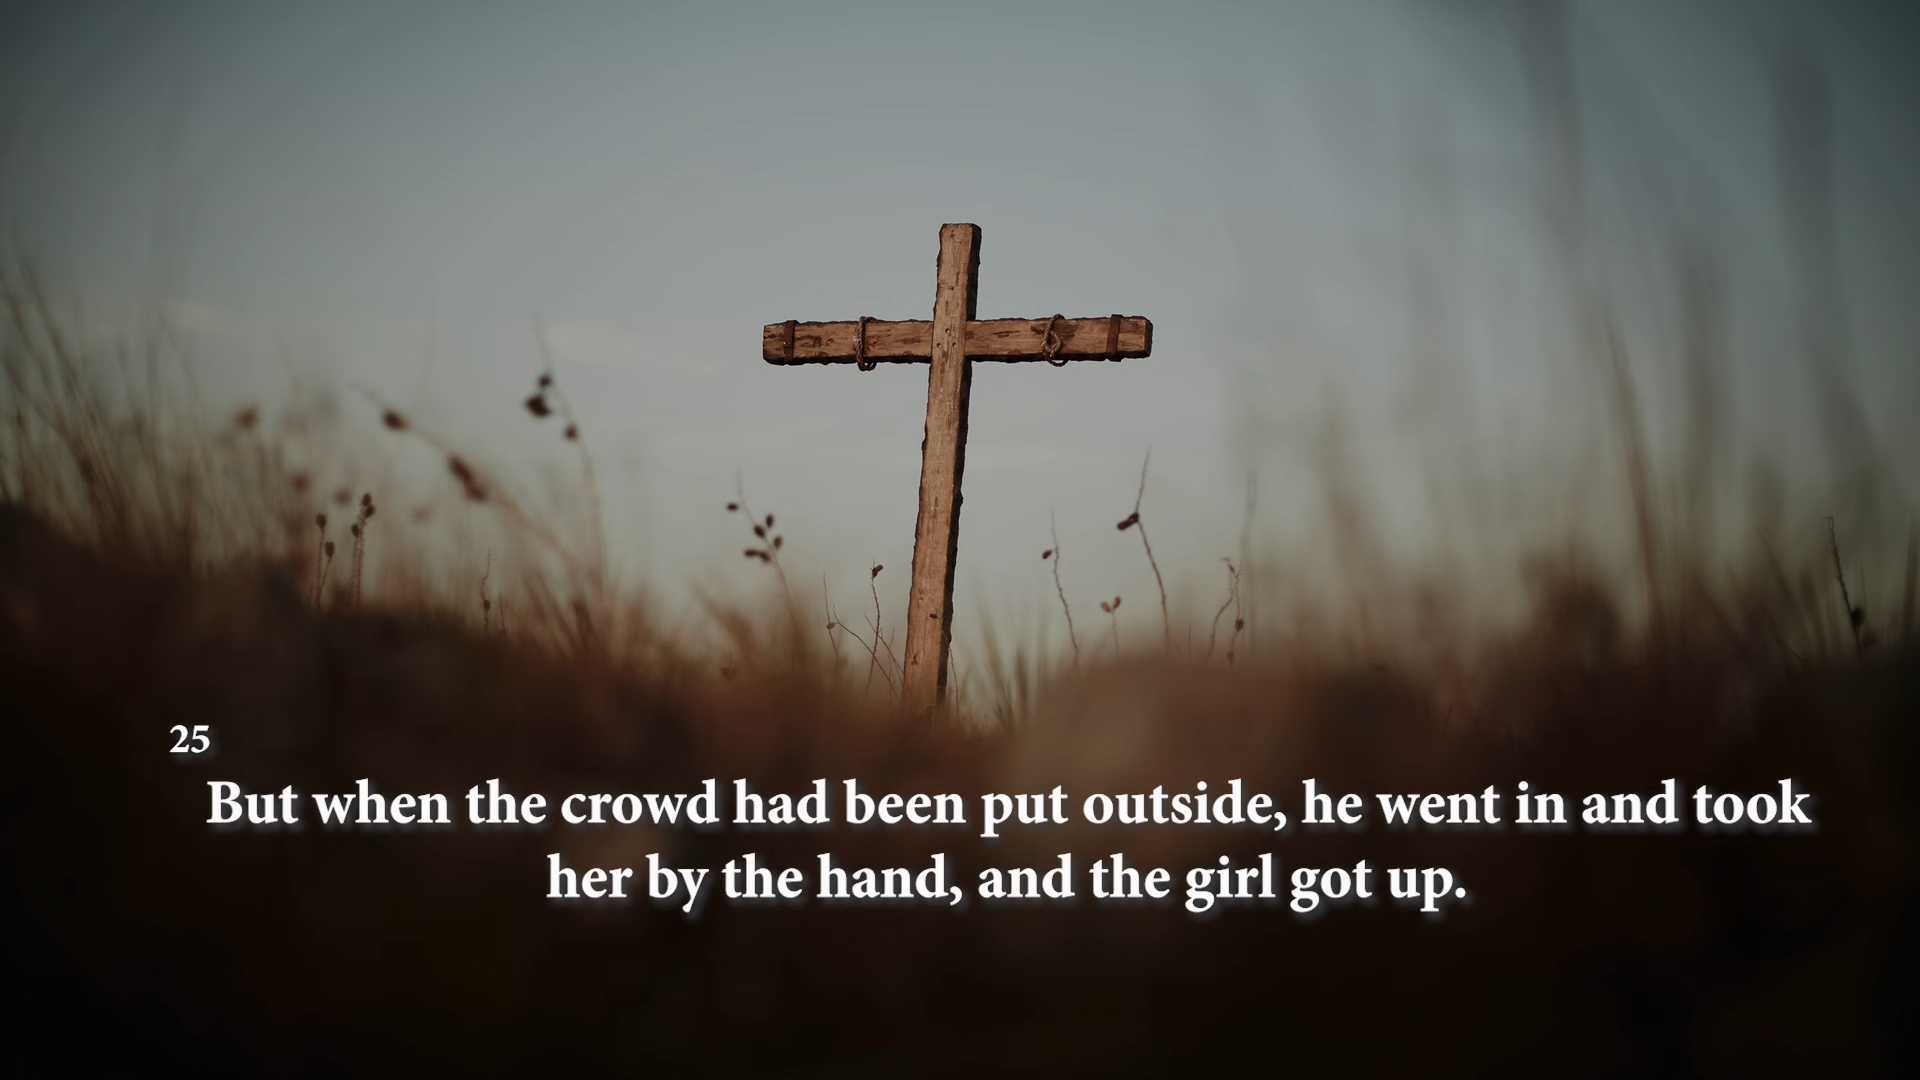 25
But when the crowd had been put outside, he went in and took
her by the hand, and the girl got up.